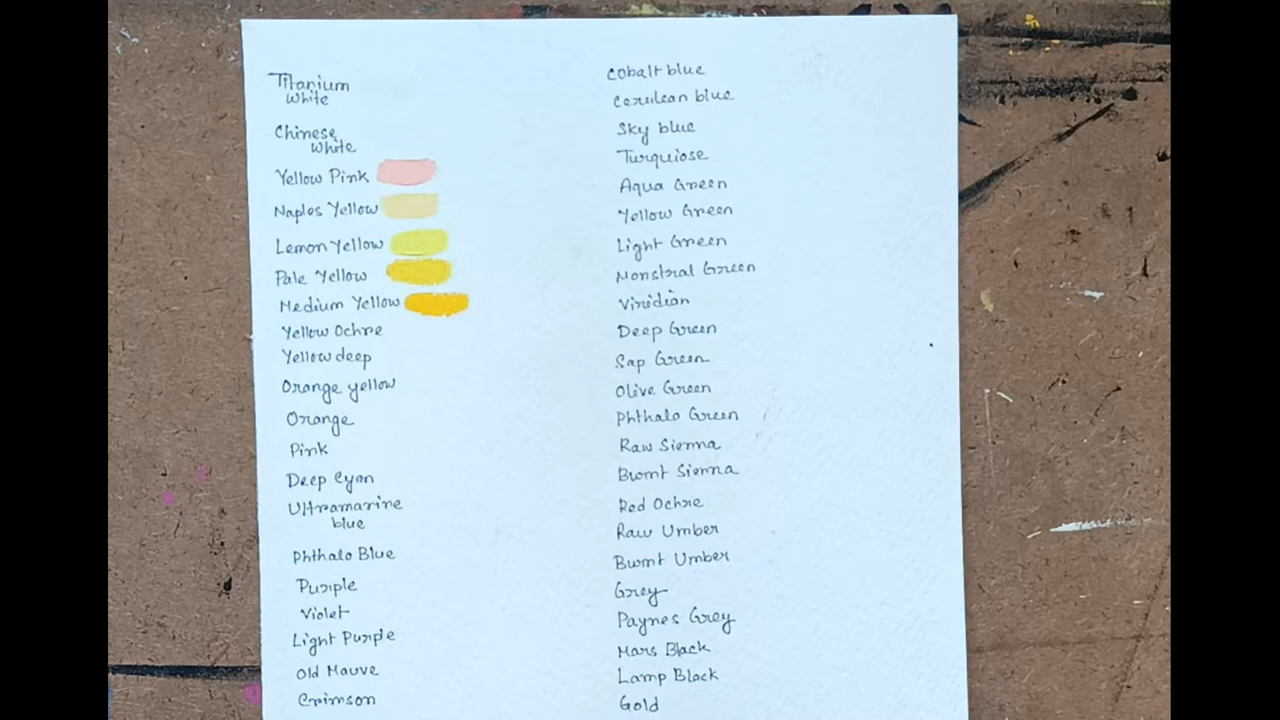 Titanium
White
Chinese
White
Yellow Pink
Naples Yellow
Lemon Yellow
Pale Yellow
Medium Yellow
Yellow Ochre
Yellow deep
Orange yellow
Orange
Pink
Deep Cyan
Ultramarine
blue
Phthalo Blue
Purple
Violet
Light Purple
Old Mauve
Crimson
Cobalt blue
Cerulean blue
Sky blue
Turquiose
Aqua Green
Yellow Green
Light Green
Monstral Green
Viridian
Deep Green
Sap Green
Olive Green
Phthalo Green
Raw Sienna
Burnt Sienna
Red Ochre
Raw Umber
Burnt Umber
Grey
Paynes Grey
Mars Black
Lamp Black
Gold